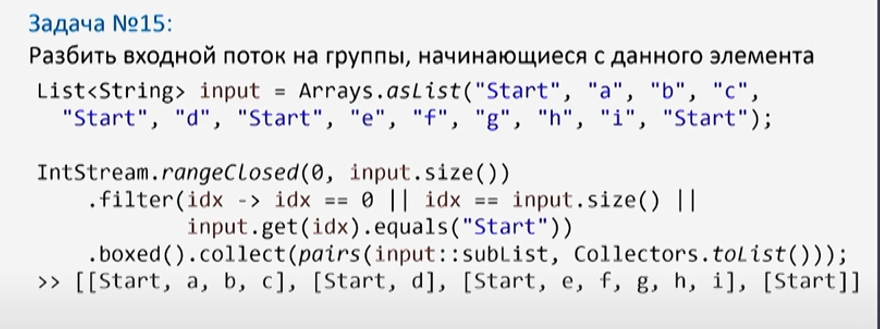 Задача №15:
Разбить входной поток на группы, начинающиеся с данного элемента
List<String> input = Arrays.asList("Start", "a", "b", "c",
"Start", "d", "Start", "e", "f", "g", "h", "i", "Start");
IntStream.rangeClosed(0, input.size())
.filter(idx -> idx == 0 || idx == input.size() ||
input.get(idx).equals("Start"))
.boxed().collect(pairs(input::subList, Collectors.toList()));
>> [[Start, a, b, c], [Start, d], [Start, e, f, g, h, i], [Start]]